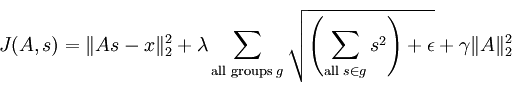 J(A, s) = ‖As − x‖₂² + λ ∑_{all groups g} √((∑_{all s∈g} s²) + ϵ) + γ‖A‖₂²